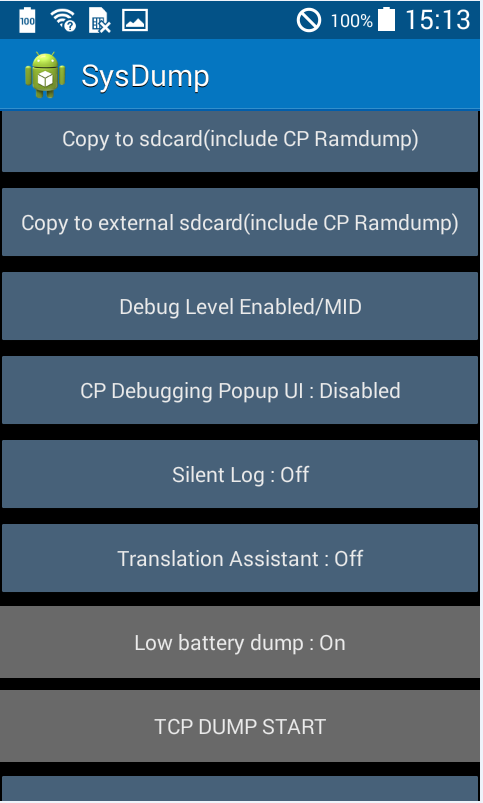 100
?
100%
15:13
SysDump
Copy to sdcard(include CP Ramdump)
Copy to external sdcard(include CP Ramdump)
Debug Level Enabled/MID
CP Debugging Popup UI : Disabled
Silent Log : Off
Translation Assistant : Off
Low battery dump : On
TCP DUMP START